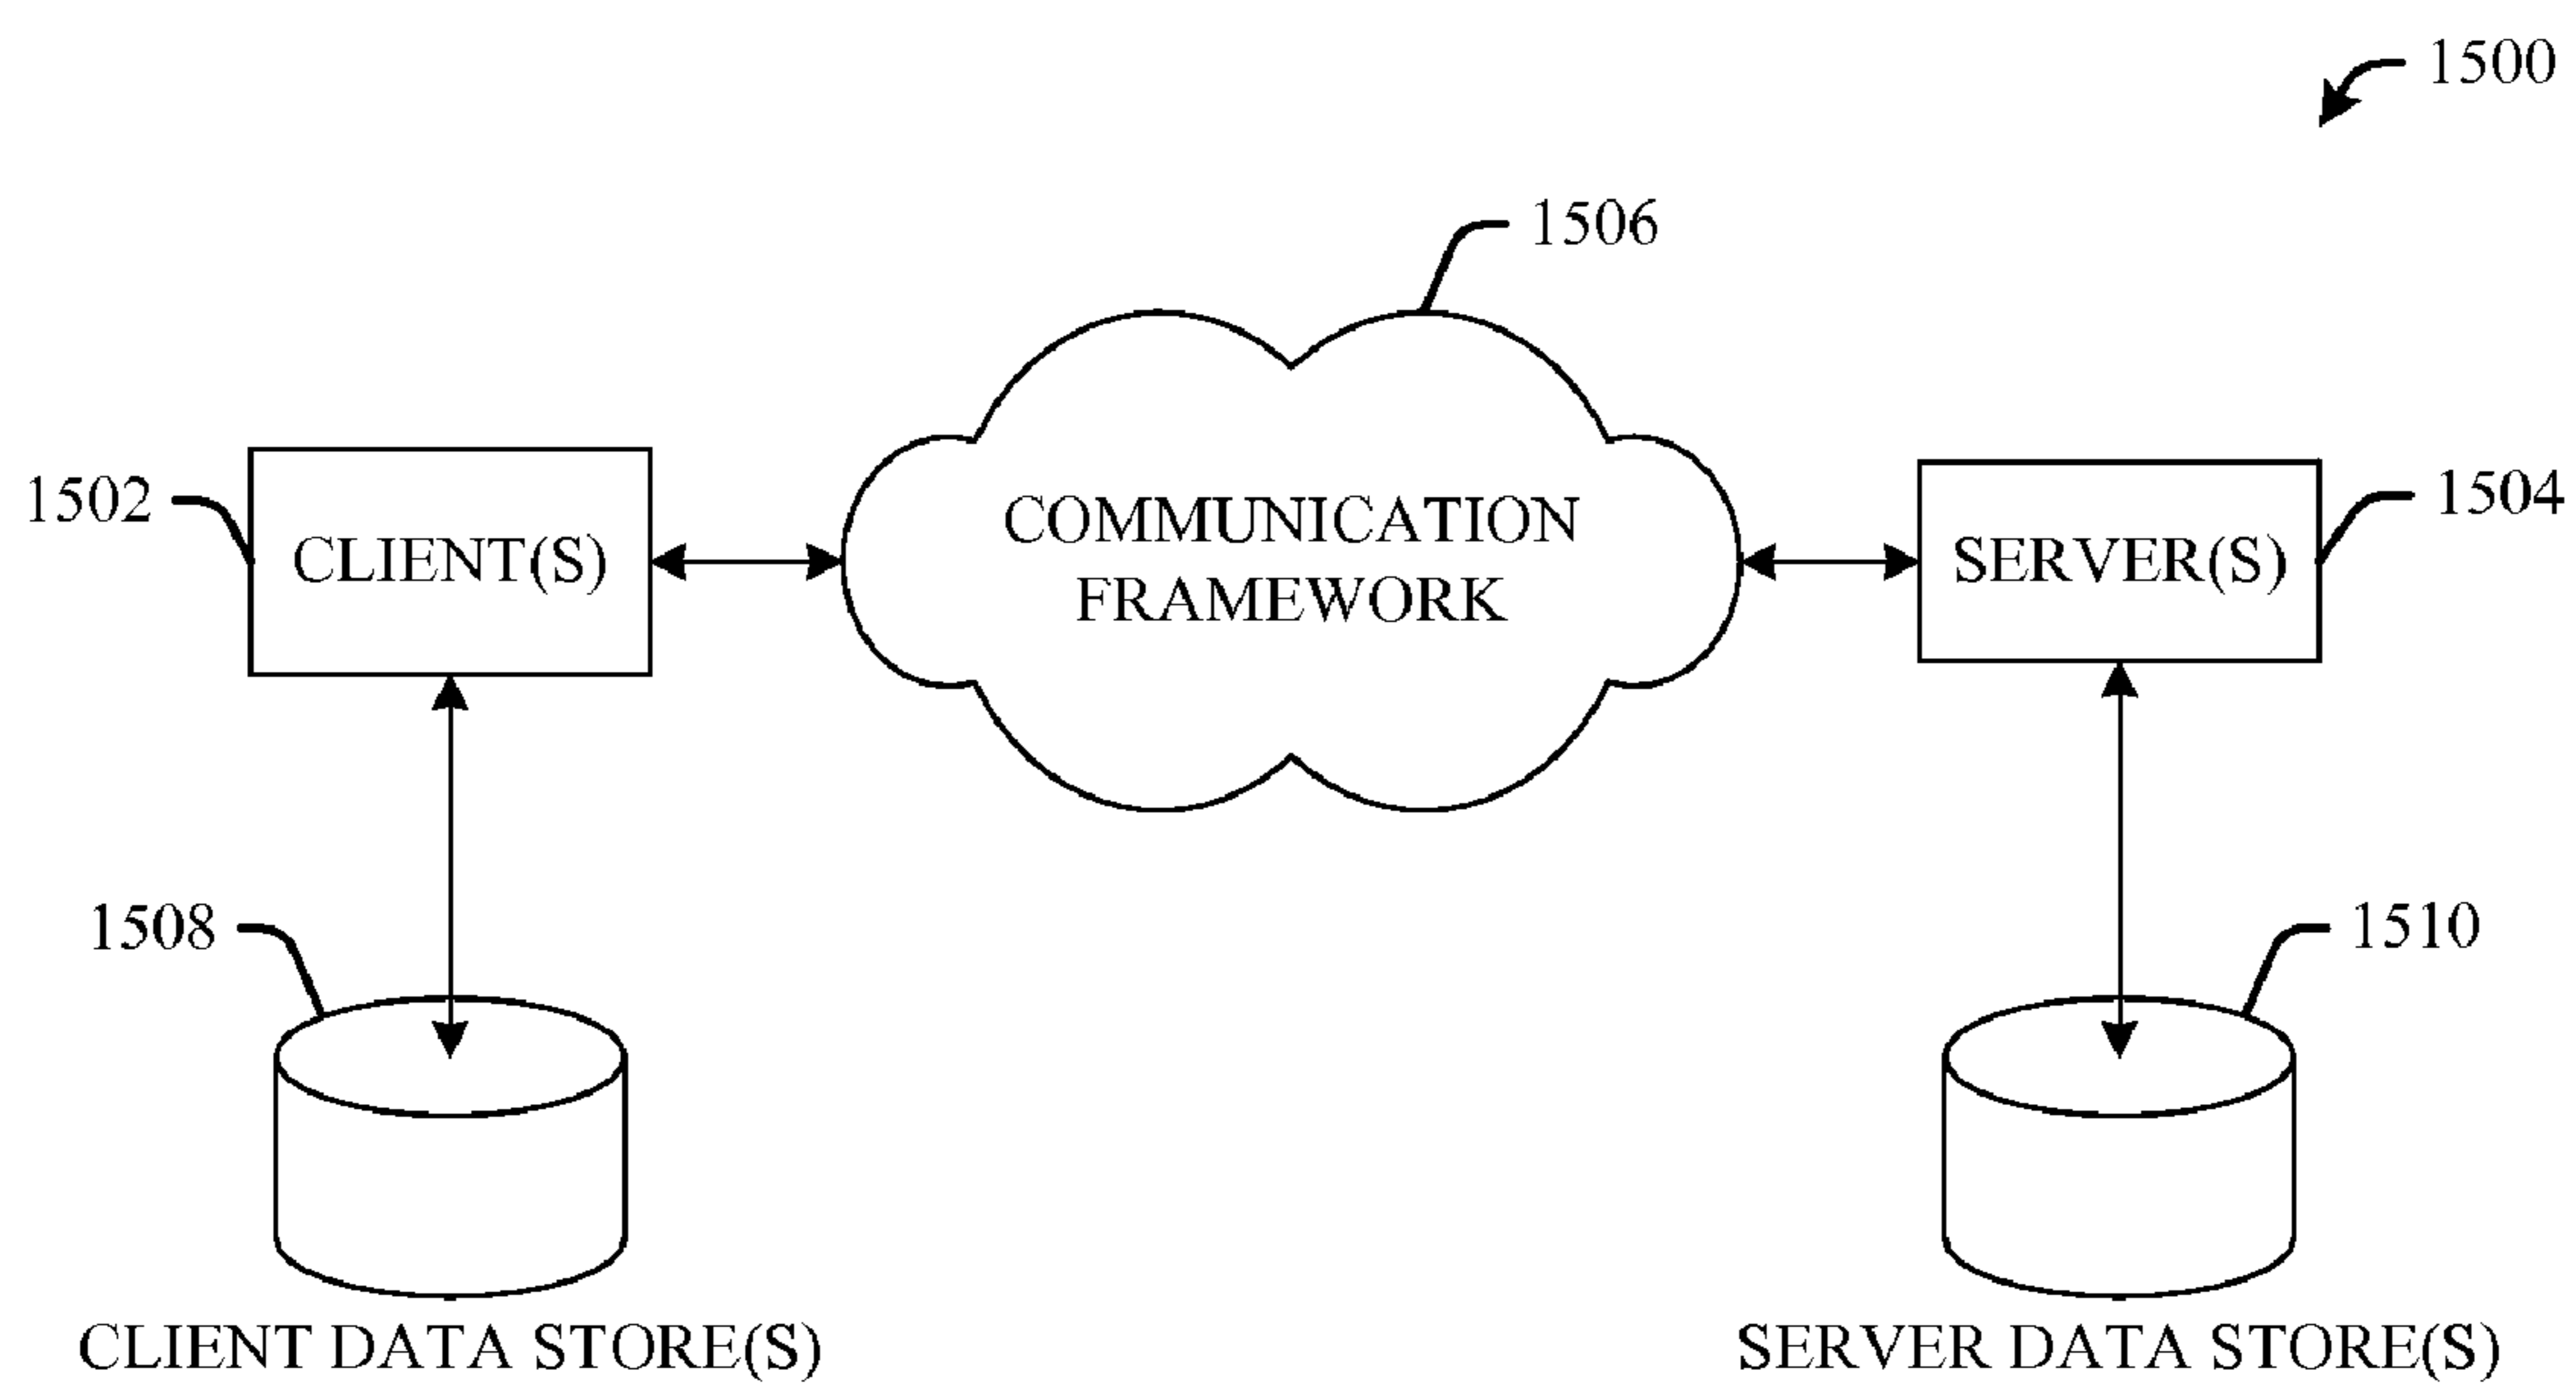 1500
1506
1502
CLIENT(S)
COMMUNICATION
FRAMEWORK
SERVER(S)
1504
1508
1510
CLIENT DATA STORE(S)
SERVER DATA STORE(S)